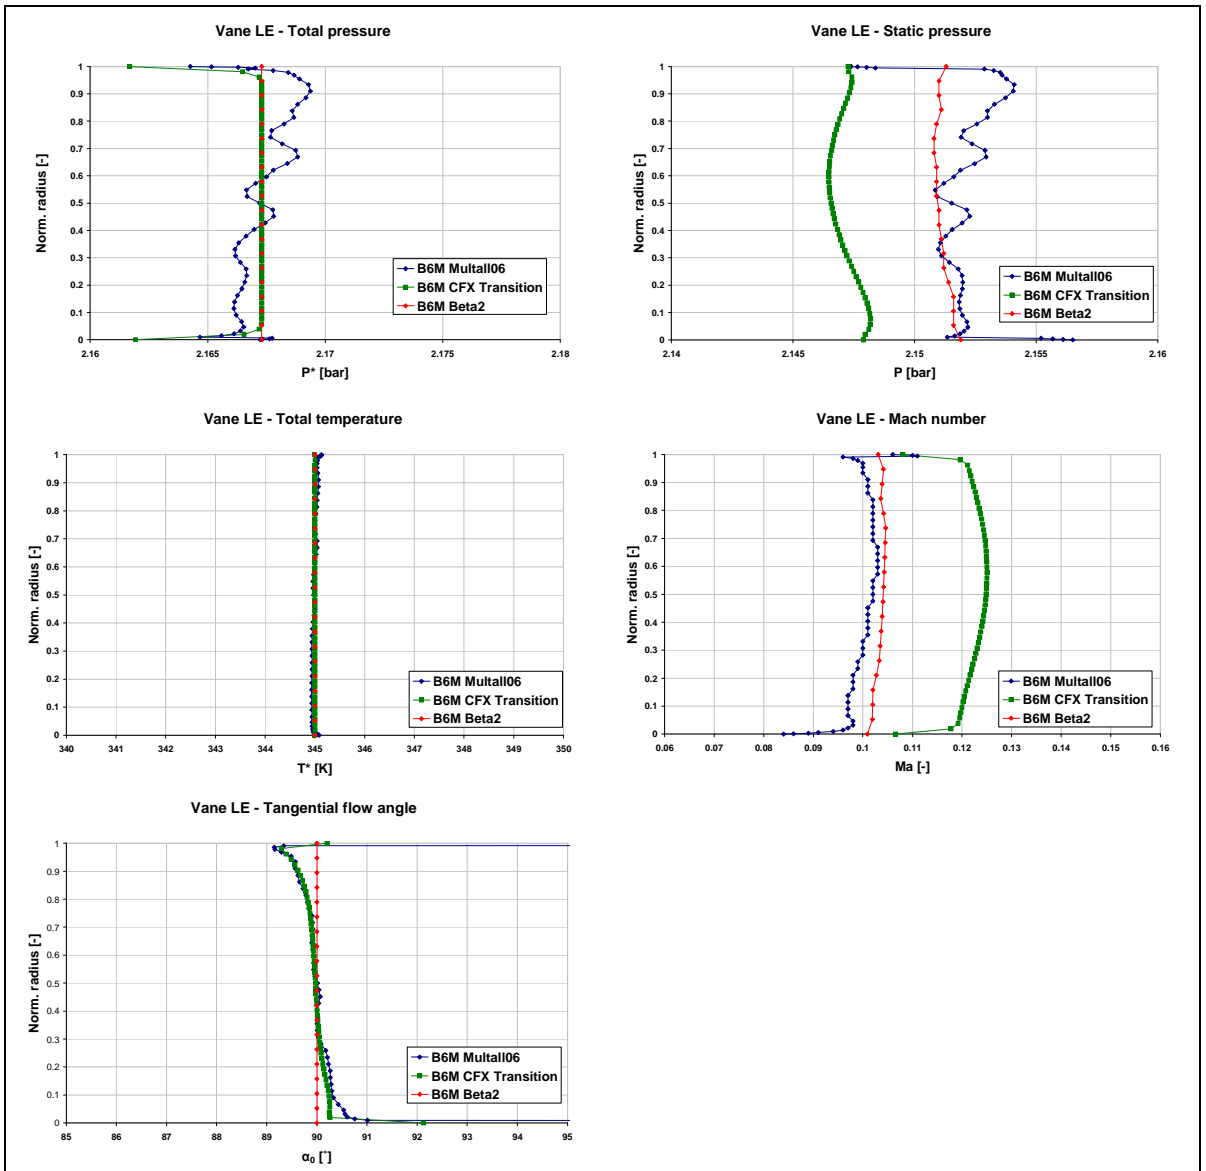 Vane LE - Total pressure
Norm. radius [-]
1
0.9
0.8
0.7
0.6
0.5
0.4
0.3
0.2
0.1
0
B6M Multall06
B6M CFX Transition
B6M Beta2
2.16 2.165 2.17 2.175 2.18
P* [bar]
Vane LE - Static pressure
Norm. radius [-]
1
0.9
0.8
0.7
0.6
0.5
0.4
0.3
0.2
0.1
0
B6M Multall06
B6M CFX Transition
B6M Beta2
2.14 2.145 2.15 2.155 2.16
P [bar]
Vane LE - Total temperature
Norm. radius [-]
1
0.9
0.8
0.7
0.6
0.5
0.4
0.3
0.2
0.1
0
B6M Multall06
B6M CFX Transition
B6M Beta2
340 341 342 343 344 345 346 347 348 349 350
T* [K]
Vane LE - Mach number
Norm. radius [-]
1
0.9
0.8
0.7
0.6
0.5
0.4
0.3
0.2
0.1
0
B6M Multall06
B6M CFX Transition
B6M Beta2
0.06 0.07 0.08 0.09 0.1 0.11 0.12 0.13 0.14 0.15 0.16
Ma [-]
Vane LE - Tangential flow angle
Norm. radius [-]
1
0.9
0.8
0.7
0.6
0.5
0.4
0.3
0.2
0.1
0
B6M Multall06
B6M CFX Transition
B6M Beta2
85 86 87 88 89 90 91 92 93 94 95
α₀ [°]